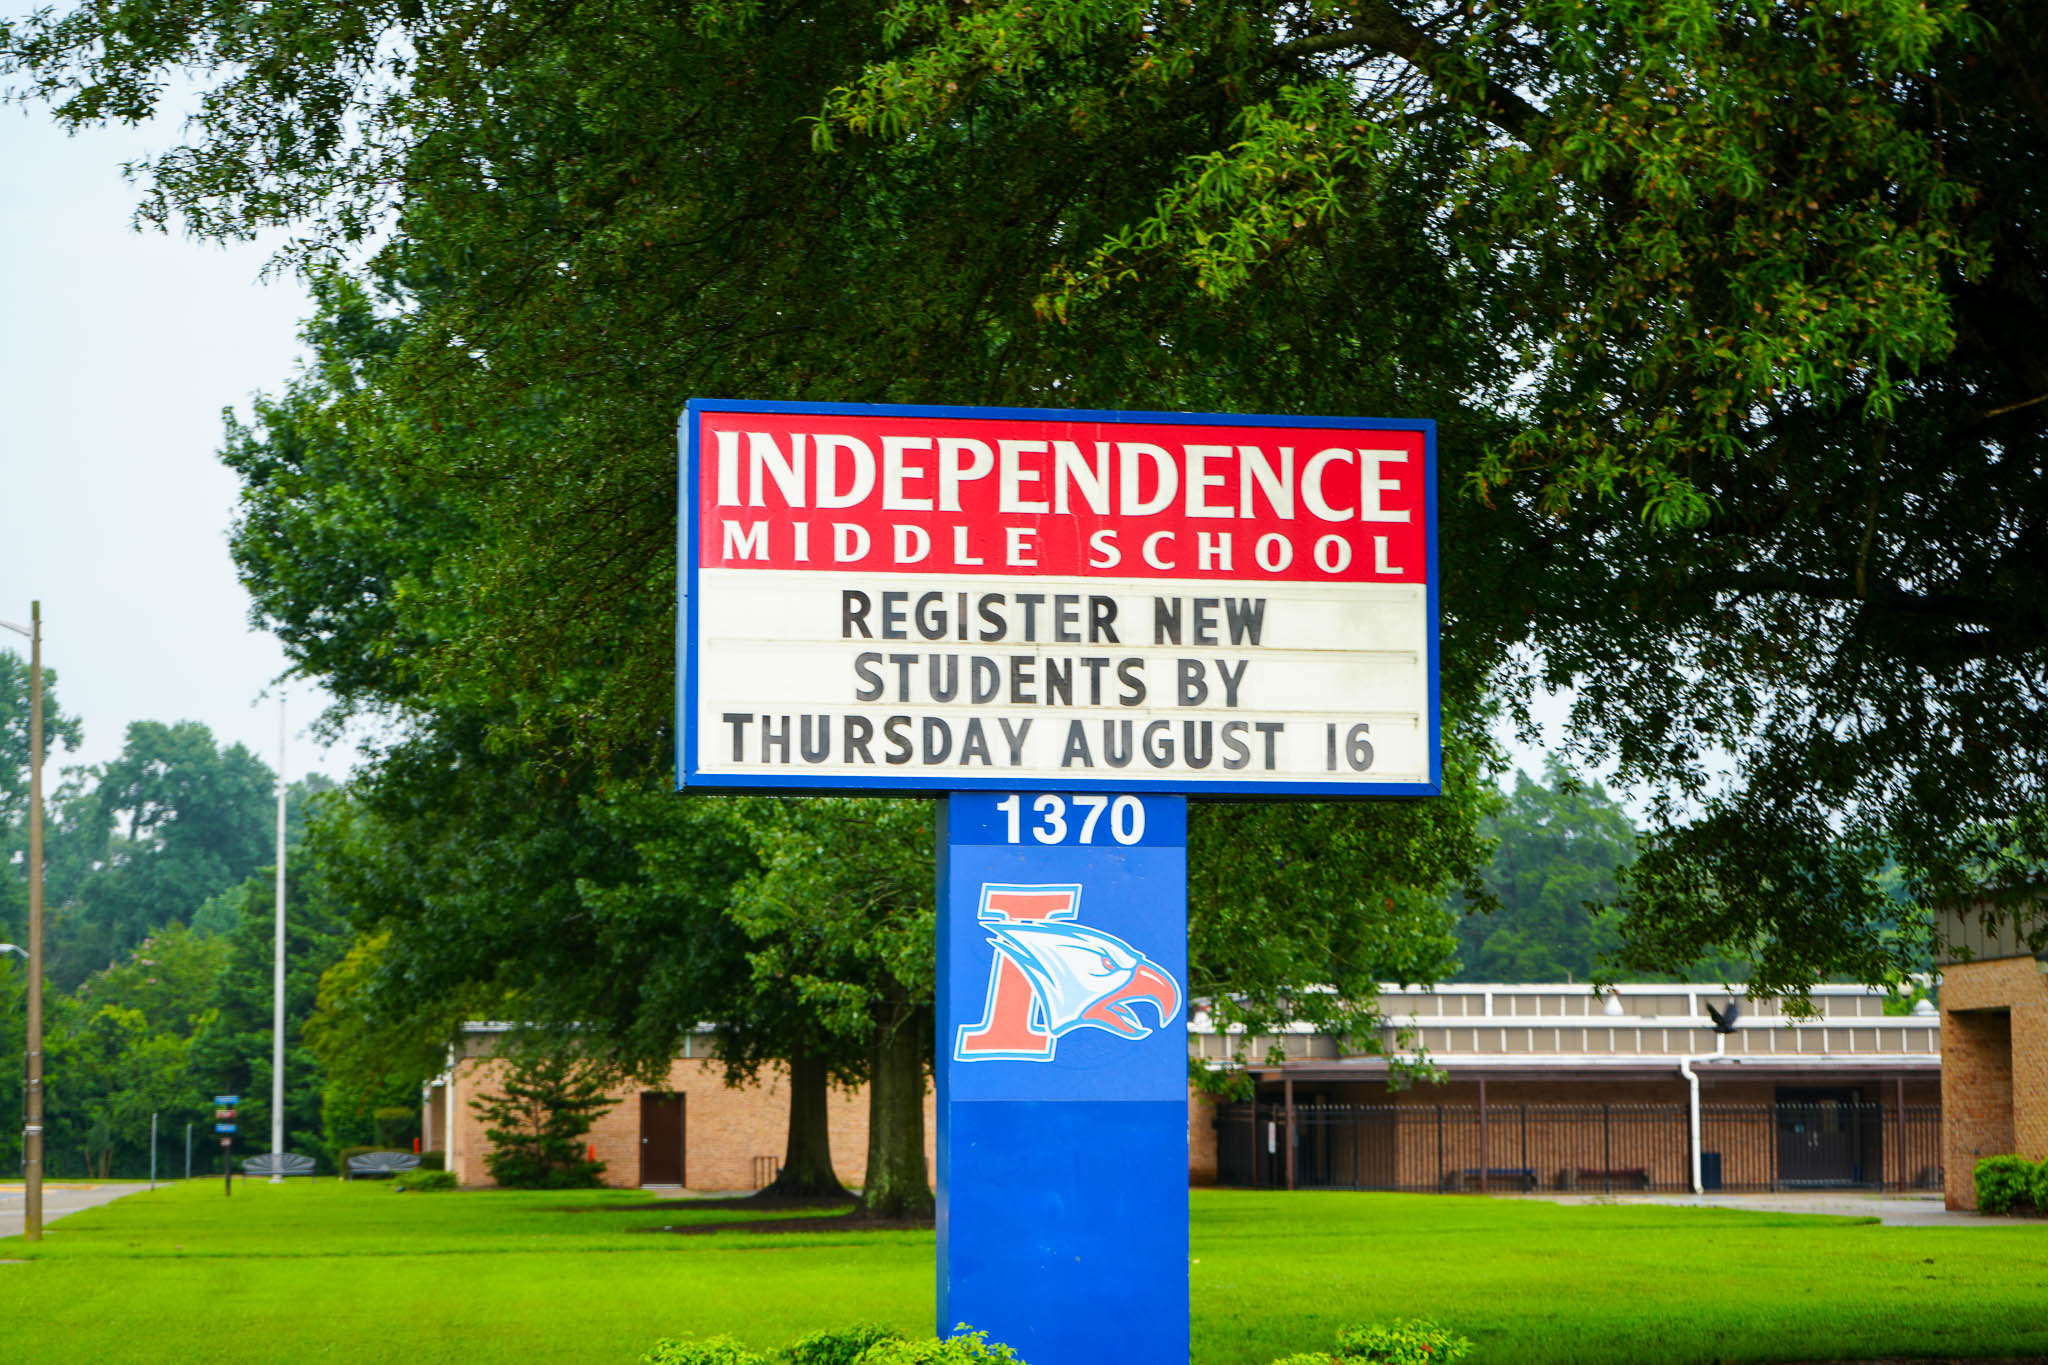 INDEPENDENCE
MIDDLE SCHOOL
REGISTER NEW
STUDENTS BY
THURSDAY AUGUST 16
1370
I